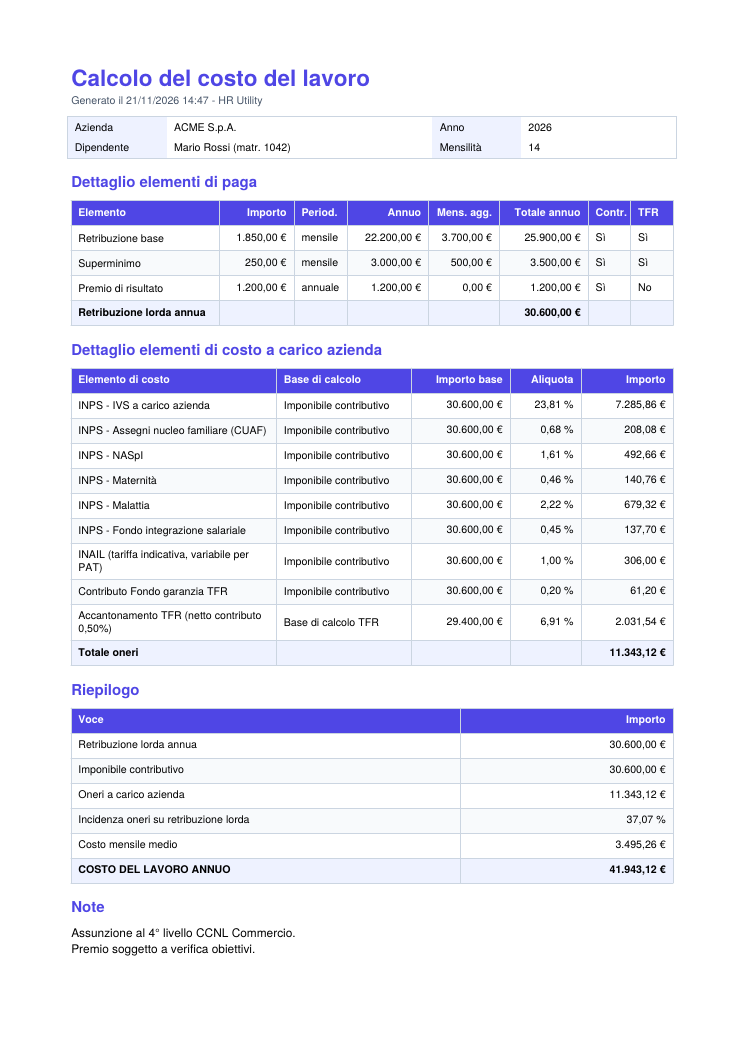 Calcolo del costo del lavoro
Generato il 21/11/2026 14:47 - HR Utility
Azienda ACME S.p.A. Anno 2026
Dipendente Mario Rossi (matr. 1042) Mensilità 14
Dettaglio elementi di paga
Elemento Importo Period. Annuo Mens. agg. Totale annuo Contr. TFR
Retribuzione base 1.850,00 € mensile 22.200,00 € 3.700,00 € 25.900,00 € Sì Sì
Superminimo 250,00 € mensile 3.000,00 € 500,00 € 3.500,00 € Sì Sì
Premio di risultato 1.200,00 € annuale 1.200,00 € 0,00 € 1.200,00 € Sì No
Retribuzione lorda annua 30.600,00 €
Dettaglio elementi di costo a carico azienda
Elemento di costo Base di calcolo Importo base Aliquota Importo
INPS - IVS a carico azienda Imponibile contributivo 30.600,00 € 23,81 % 7.285,86 €
INPS - Assegni nucleo familiare (CUAF) Imponibile contributivo 30.600,00 € 0,68 % 208,08 €
INPS - NASpI Imponibile contributivo 30.600,00 € 1,61 % 492,66 €
INPS - Maternità Imponibile contributivo 30.600,00 € 0,46 % 140,76 €
INPS - Malattia Imponibile contributivo 30.600,00 € 2,22 % 679,32 €
INPS - Fondo integrazione salariale Imponibile contributivo 30.600,00 € 0,45 % 137,70 €
INAIL (tariffa indicativa, variabile per
PAT) Imponibile contributivo 30.600,00 € 1,00 % 306,00 €
Contributo Fondo garanzia TFR Imponibile contributivo 30.600,00 € 0,20 % 61,20 €
Accantonamento TFR (netto contributo
0,50%) Base di calcolo TFR 29.400,00 € 6,91 % 2.031,54 €
Totale oneri 11.343,12 €
Riepilogo
Voce Importo
Retribuzione lorda annua 30.600,00 €
Imponibile contributivo 30.600,00 €
Oneri a carico azienda 11.343,12 €
Incidenza oneri su retribuzione lorda 37,07 %
Costo mensile medio 3.495,26 €
COSTO DEL LAVORO ANNUO 41.943,12 €
Note
Assunzione al 4° livello CCNL Commercio.
Premio soggetto a verifica obiettivi.